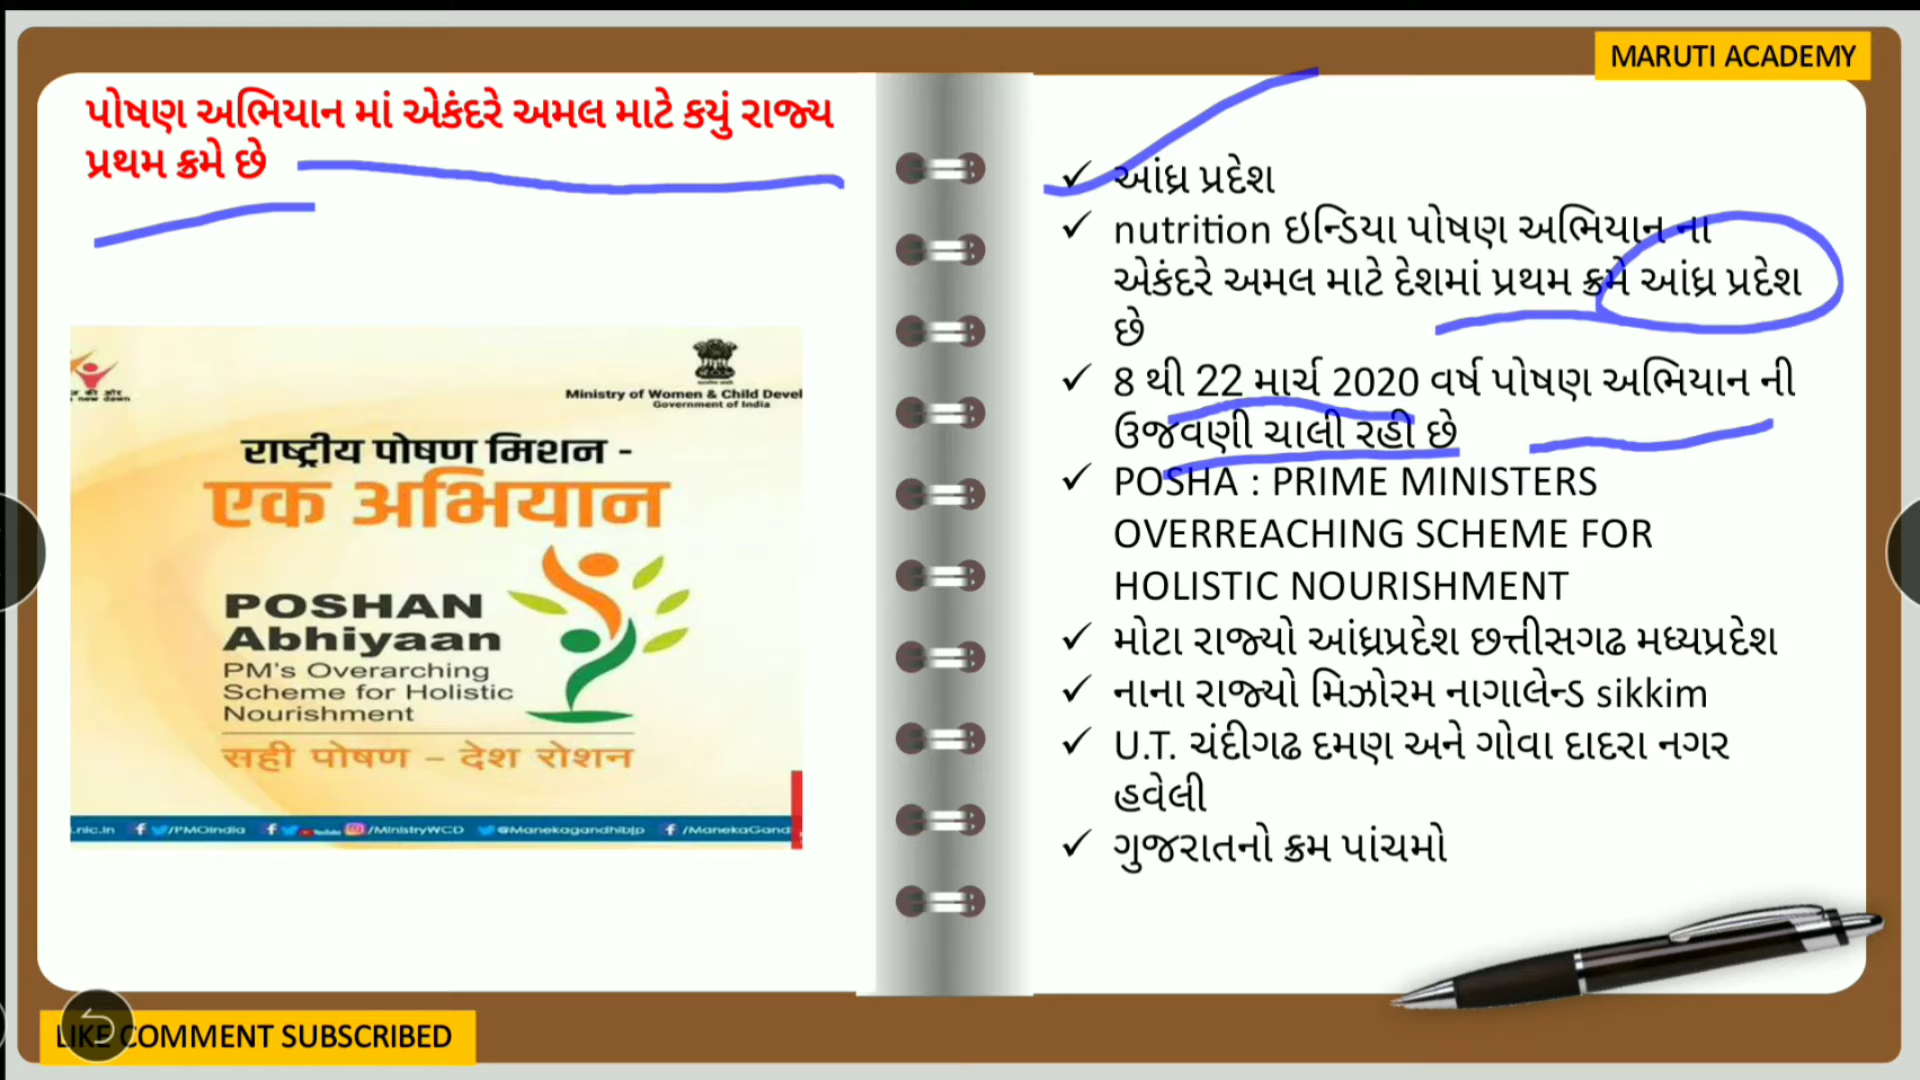 MARUTI ACADEMY
પોષણ અભિયાન માં એકંદરે અમલ માટે કયું રાજ્ય
પ્રથમ ક્રમે છે
Ministry of Women & Child Devel
Government of India
राष्ट्रीय पोषण मिशन -
एक अभियान
POSHAN
Abhiyaan
PM's Overarching
Scheme for Holistic
Nourishment
सही पोषण – देश रोशन
.nic.in /PMOIndia /MinistryWCD @Manekagandhibjp /ManekaGand
આંધ્ર પ્રદેશ
nutrition ઇન્ડિયા પોષણ અભિયાન ના
એકંદરે અમલ માટે દેશમાં પ્રથમ ક્રમે આંધ્ર પ્રદેશ
છે
8 થી 22 માર્ચ 2020 વર્ષ પોષણ અભિયાન ની
ઉજવણી ચાલી રહી છે
POSHA : PRIME MINISTERS
OVERREACHING SCHEME FOR
HOLISTIC NOURISHMENT
મોટા રાજ્યો આંધ્રપ્રદેશ છત્તીસગઢ મધ્યપ્રદેશ
નાના રાજ્યો મિઝોરમ નાગાલેન્ડ sikkim
U.T. ચંદીગઢ દમણ અને ગોવા દાદરા નગર
હવેલી
ગુજરાતનો ક્રમ પાંચમો
LIKE COMMENT SUBSCRIBED